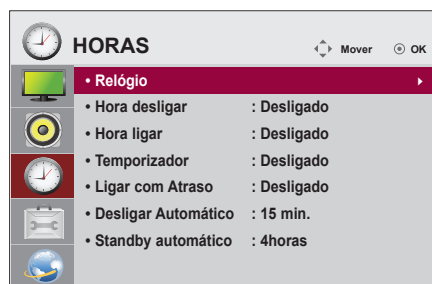 HORAS Mover OK
• Relógio
• Hora desligar : Desligado
• Hora ligar : Desligado
• Temporizador : Desligado
• Ligar com Atraso : Desligado
• Desligar Automático : 15 min.
• Standby automático : 4horas